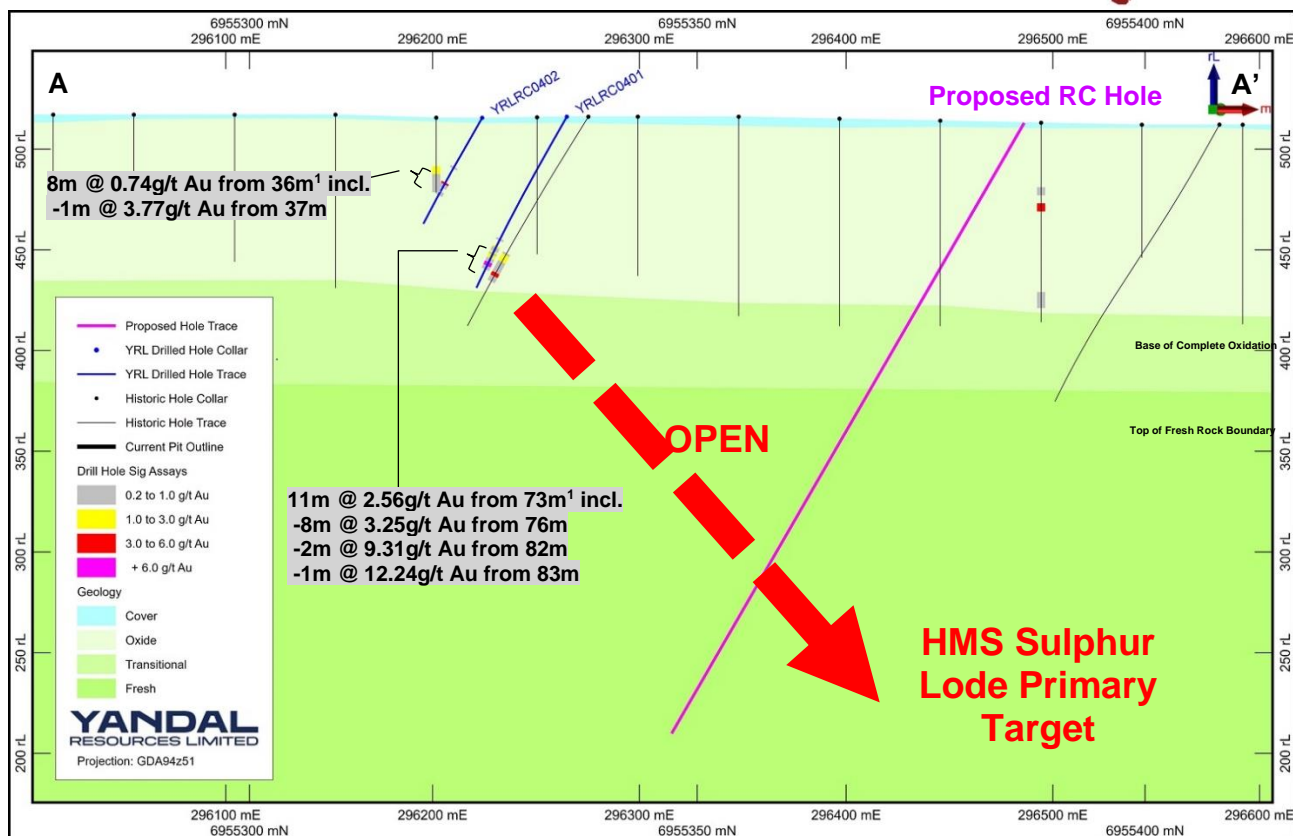 6955300 mN
6955350 mN
6955400 mN
296100 mE
296200 mE
296300 mE
296400 mE
296500 mE
296600 mE
A
A’
rL
m
YRLRC0402
YRLRC0401
Proposed RC Hole
500 rL
450 rL
400 rL
350 rL
300 rL
250 rL
200 rL
500 rL
450 rL
400 rL
350 rL
300 rL
250 rL
200 rL
8m @ 0.74g/t Au from 36m¹ incl.
-1m @ 3.77g/t Au from 37m
Base of Complete Oxidation
Top of Fresh Rock Boundary
OPEN
11m @ 2.56g/t Au from 73m¹ incl.
-8m @ 3.25g/t Au from 76m
-2m @ 9.31g/t Au from 82m
-1m @ 12.24g/t Au from 83m
HMS Sulphur
Lode Primary
Target
Proposed Hole Trace
YRL Drilled Hole Collar
YRL Drilled Hole Trace
Historic Hole Collar
Historic Hole Trace
Current Pit Outline
Drill Hole Sig Assays
0.2 to 1.0 g/t Au
1.0 to 3.0 g/t Au
3.0 to 6.0 g/t Au
+ 6.0 g/t Au
Geology
Cover
Oxide
Transitional
Fresh
YANDAL
RESOURCES LIMITED
Projection: GDA94z51
296100 mE
296200 mE
296300 mE
296400 mE
296500 mE
296600 mE
6955300 mN
6955350 mN
6955400 mN